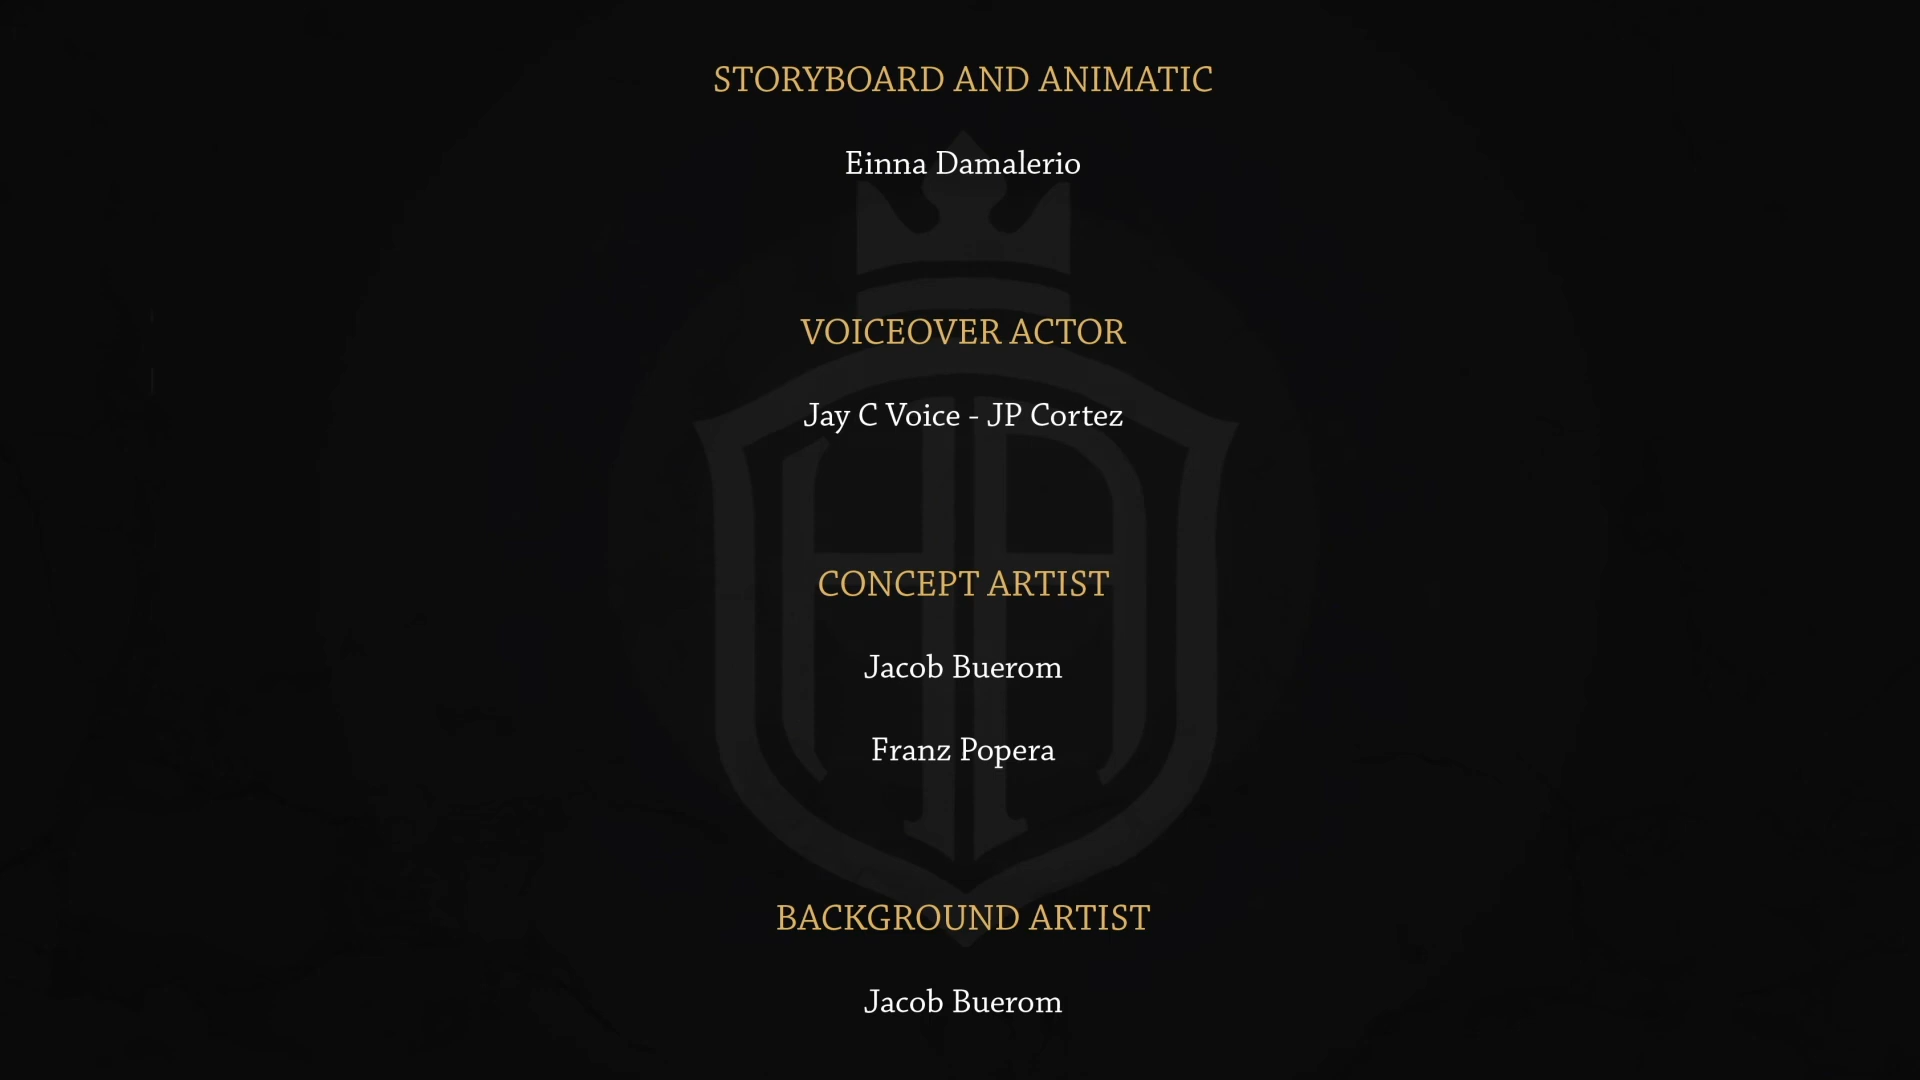 STORYBOARD AND ANIMATIC
Einna Damalerio
VOICEOVER ACTOR
Jay C Voice - JP Cortez
CONCEPT ARTIST
Jacob Buerom
Franz Popera
BACKGROUND ARTIST
Jacob Buerom